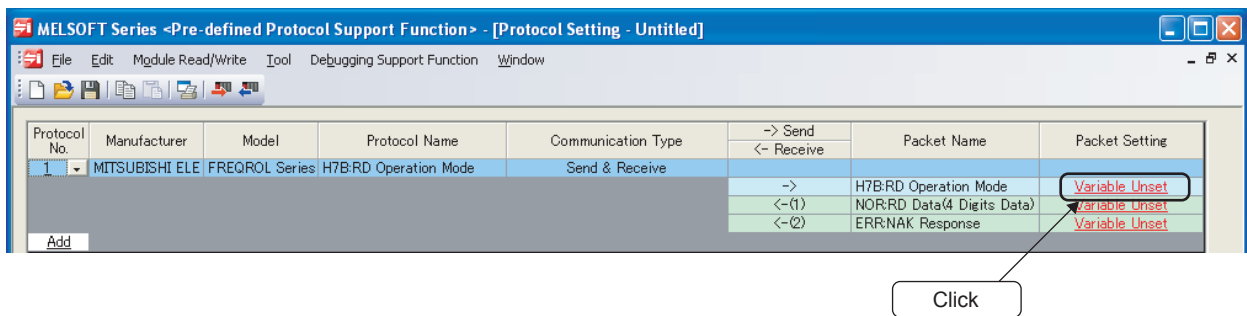 MELSOFT Series <Pre-defined Protocol Support Function> - [Protocol Setting - Untitled]
File Edit Module Read/Write Tool Debugging Support Function Window
Protocol No. Manufacturer Model Protocol Name Communication Type -> Send <- Receive Packet Name Packet Setting
1 MITSUBISHI ELE FREQROL Series H7B:RD Operation Mode Send & Receive
-> H7B:RD Operation Mode Variable Unset
<-(1) NOR:RD Data(4 Digits Data) Variable Unset
<-(2) ERR:NAK Response Variable Unset
Add
Click